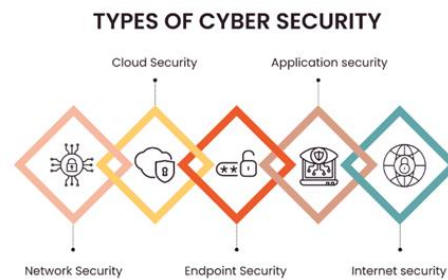 TYPES OF CYBER SECURITY
Cloud Security
Application security
**
Network Security
Endpoint Security
Internet security